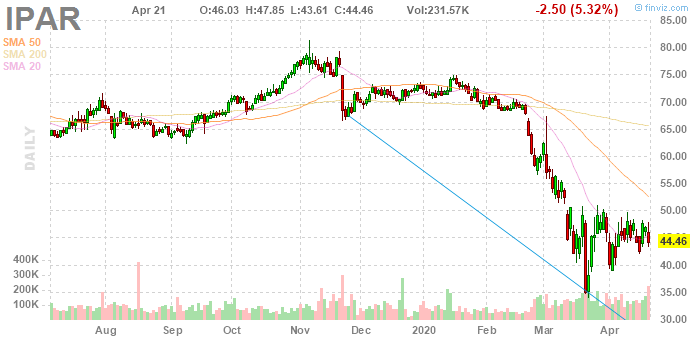 IPAR Apr 21 O:46.03 H:47.85 L:43.61 C:44.46 Vol:231.57K -2.50 (5.32%) © finviz.com
SMA 50
SMA 200
SMA 20
DAILY
85.00
80.00
75.00
70.00
65.00
60.00
55.00
50.00
45.00
44.46
40.00
35.00
30.00
400K
300K
200K
100K
Aug Sep Oct Nov Dec 2020 Feb Mar Apr